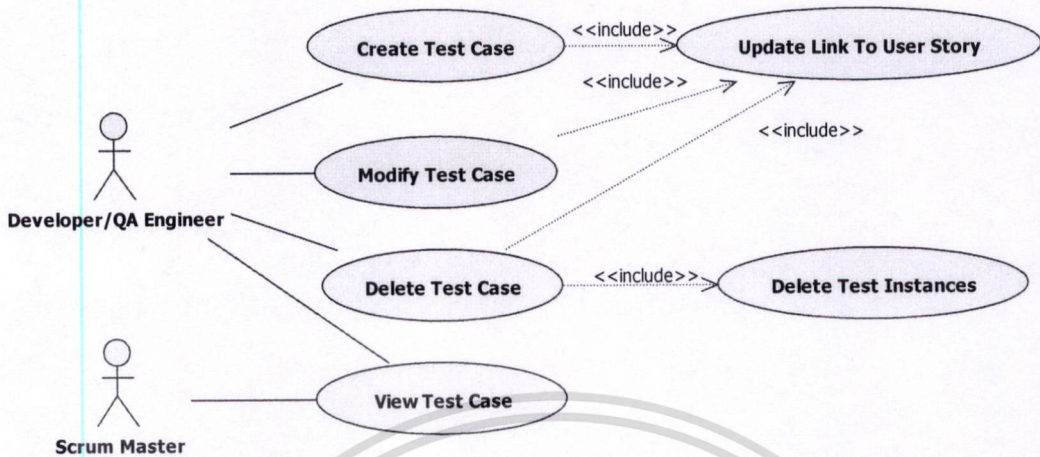 Create Test Case
<<include>>
Update Link To User Story
<<include>>
<<include>>
Modify Test Case
Developer/QA Engineer
Delete Test Case
<<include>>
Delete Test Instances
View Test Case
Scrum Master